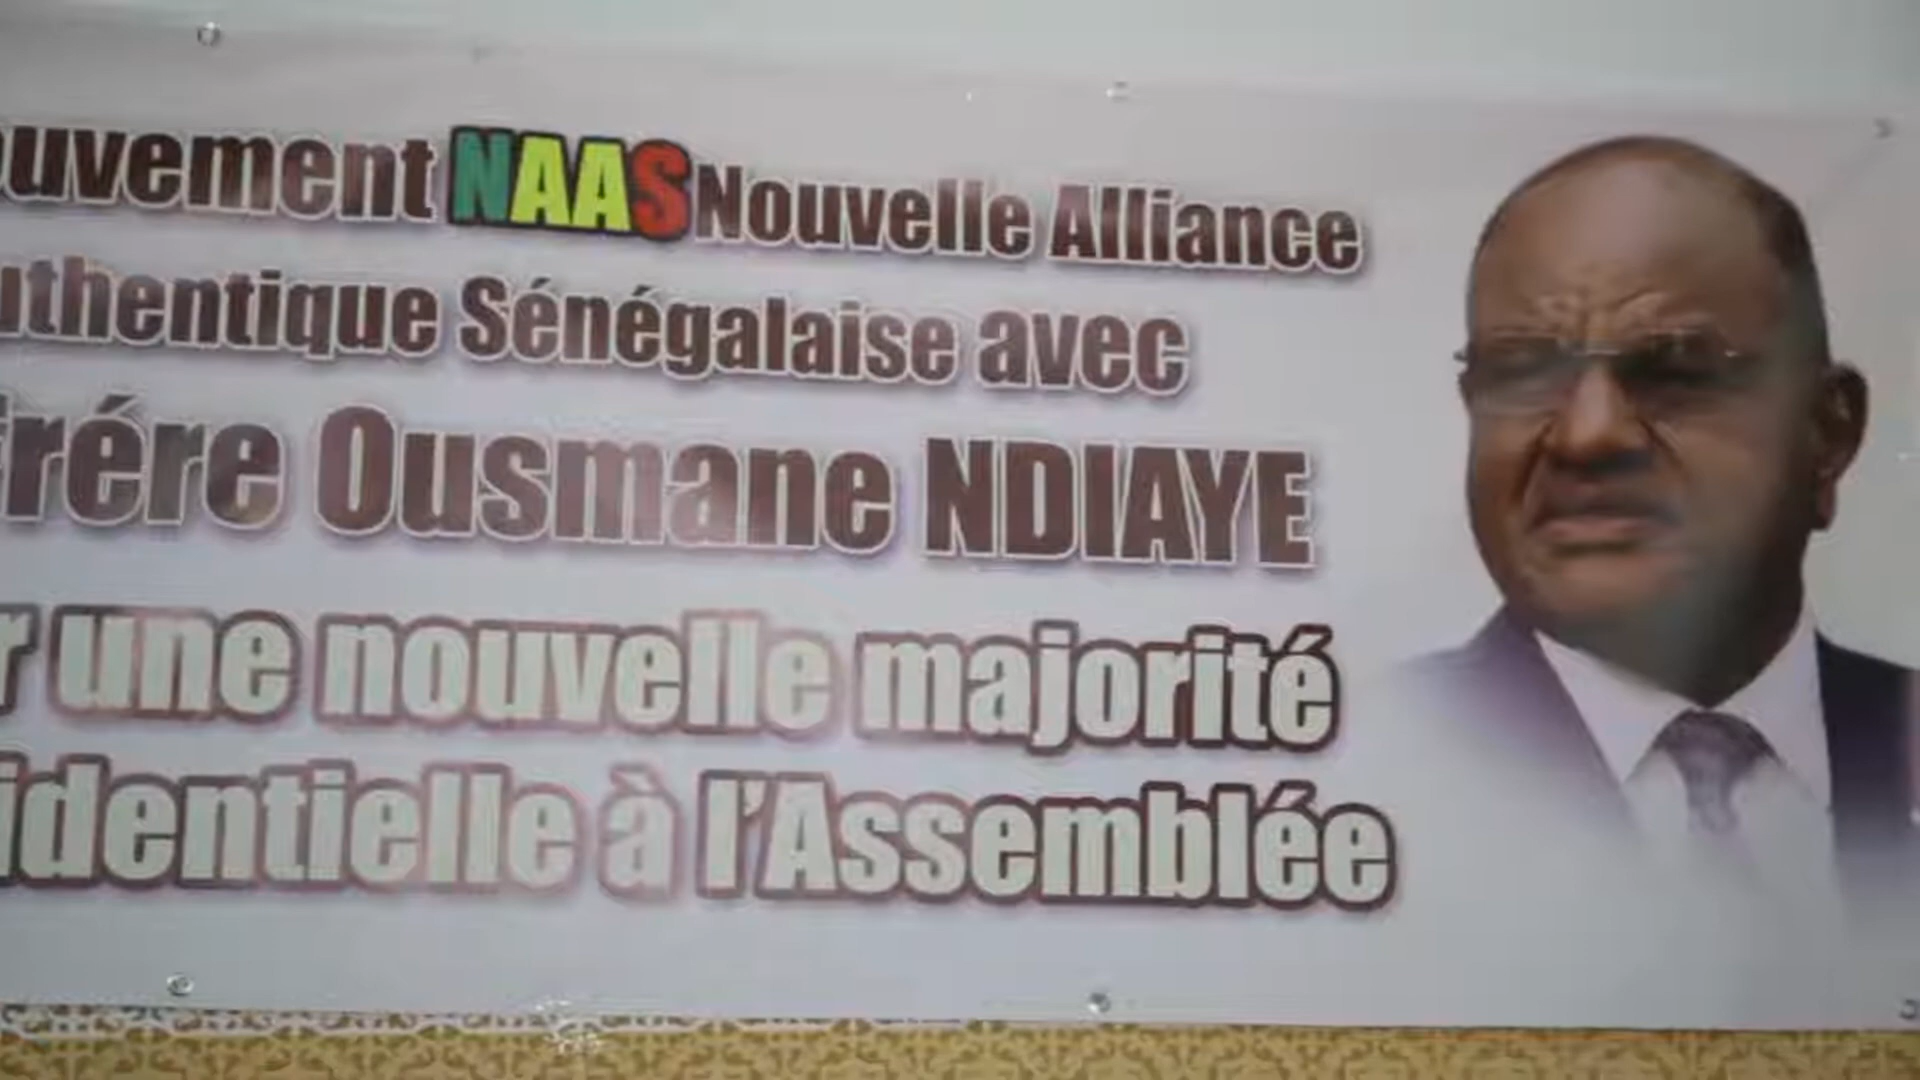 ouvement NAAS Nouvelle Alliance
uthentique Sénégalaise avec
Frére Ousmane NDIAYE
r une nouvelle majorité
identielle à l'Assemblée